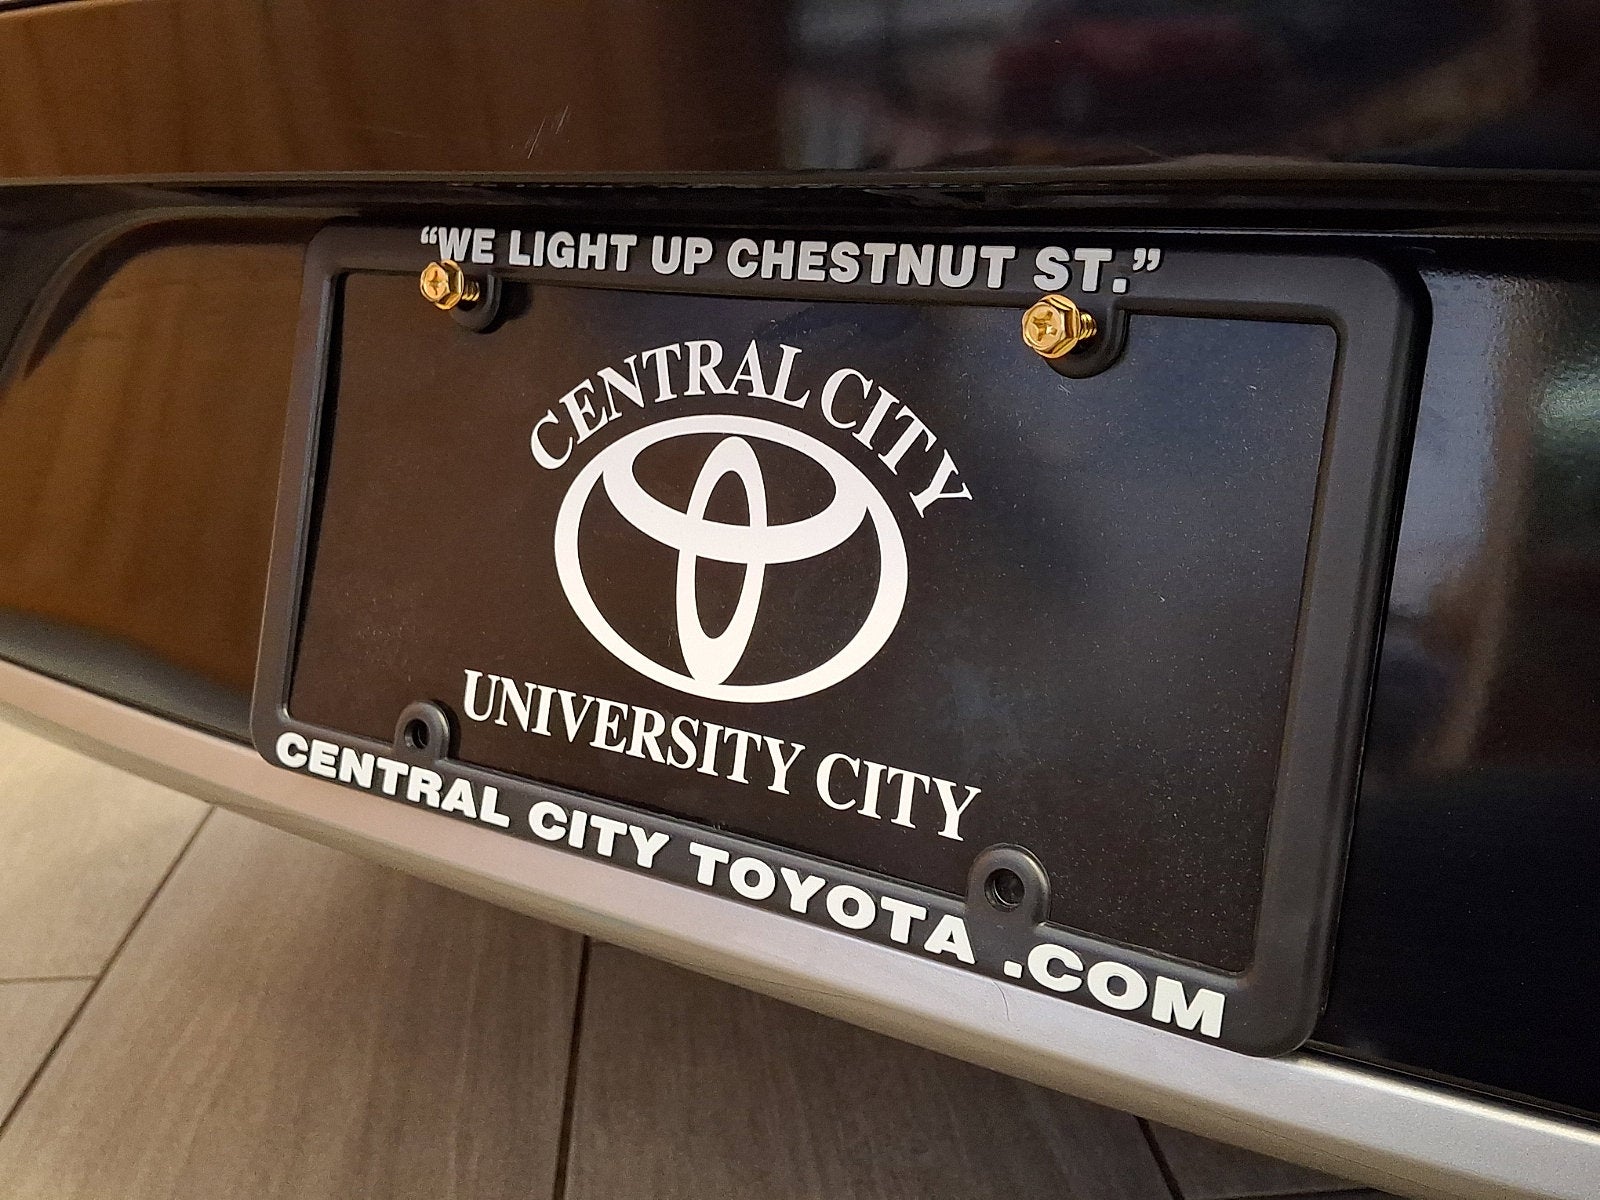 “WE LIGHT UP CHESTNUT ST.”
CENTRAL CITY
UNIVERSITY CITY
CENTRAL CITY TOYOTA .COM